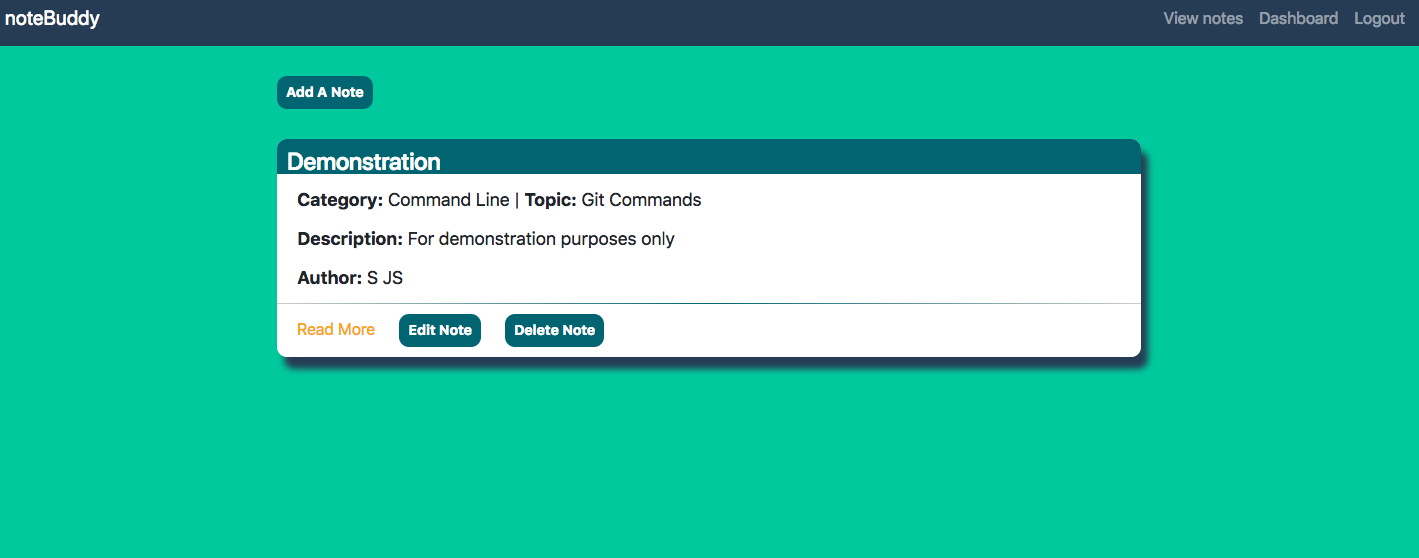 noteBuddy View notes Dashboard Logout
Add A Note
Demonstration
Category: Command Line | Topic: Git Commands
Description: For demonstration purposes only
Author: S JS
Read More Edit Note Delete Note